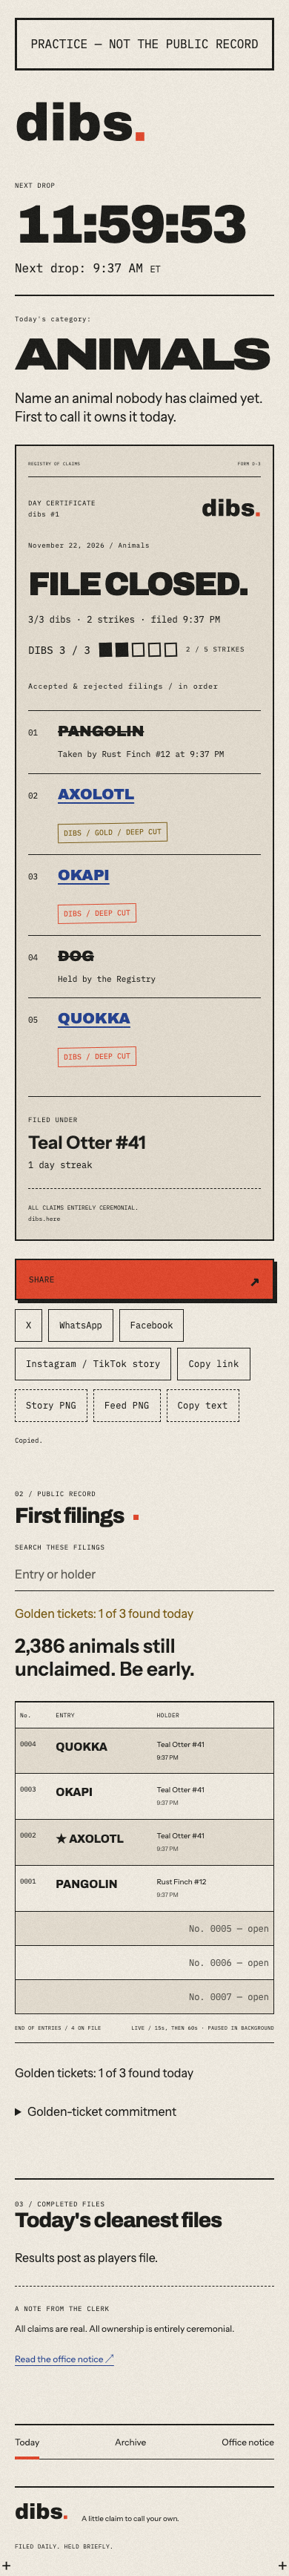 PRACTICE — NOT THE PUBLIC RECORD
dibs.
NEXT DROP
11:59:53
Next drop: 9:37 AM ET
Today's category:
ANIMALS
Name an animal nobody has claimed yet.
First to call it owns it today.
REGISTRY OF CLAIMS FORM D-3
DAY CERTIFICATE
dibs #1
dibs.
November 22, 2026 / Animals
FILE CLOSED.
3/3 dibs · 2 strikes · filed 9:37 PM
DIBS 3 / 3 2 / 5 STRIKES
Accepted & rejected filings / in order
01 PANGOLIN
Taken by Rust Finch #12 at 9:37 PM
02 AXOLOTL
DIBS / GOLD / DEEP CUT
03 OKAPI
DIBS / DEEP CUT
04 DOG
Held by the Registry
05 QUOKKA
DIBS / DEEP CUT
FILED UNDER
Teal Otter #41
1 day streak
ALL CLAIMS ENTIRELY CEREMONIAL.
dibs.here
SHARE ↗
X WhatsApp Facebook
Instagram / TikTok story Copy link
Story PNG Feed PNG Copy text
Copied.
02 / PUBLIC RECORD
First filings
SEARCH THESE FILINGS
Entry or holder
Golden tickets: 1 of 3 found today
2,386 animals still
unclaimed. Be early.
No. ENTRY HOLDER
0004 QUOKKA Teal Otter #41
9:37 PM
0003 OKAPI Teal Otter #41
9:37 PM
0002 ★ AXOLOTL Teal Otter #41
9:37 PM
0001 PANGOLIN Rust Finch #12
9:37 PM
No. 0005 — open
No. 0006 — open
No. 0007 — open
END OF ENTRIES / 4 ON FILE LIVE / 15s, THEN 60s · PAUSED IN BACKGROUND
Golden tickets: 1 of 3 found today
▶ Golden-ticket commitment
03 / COMPLETED FILES
Today's cleanest files
Results post as players file.
A NOTE FROM THE CLERK
All claims are real. All ownership is entirely ceremonial.
Read the office notice ↗
Today Archive Office notice
dibs. A little claim to call your own.
FILED DAILY. HELD BRIEFLY.